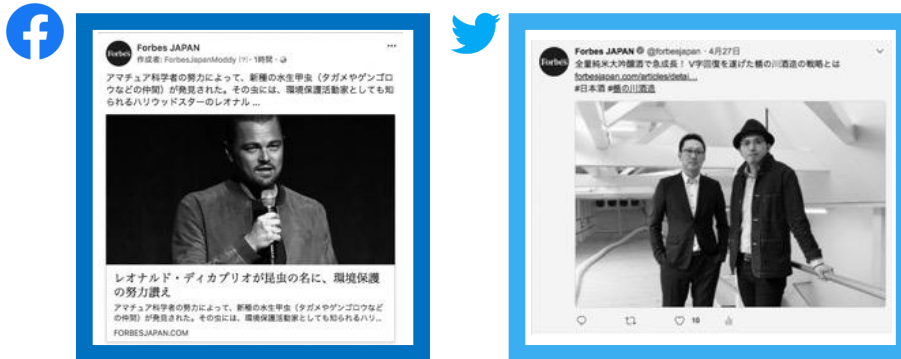 Forbes JAPAN
作成者: ForbesJapanModdy [?]・1時間・
アマチュア科学者の努力によって、新種の水生甲虫（タガメやゲンゴロ
ウなどの仲間）が発見された。その虫には、環境保護活動家としても知
られるハリウッドスターのレオナル ...
レオナルド・ディカプリオが昆虫の名に、環境保護
の努力讃え
アマチュア科学者の努力によって、新種の水生甲虫（タガメやゲンゴロウなど
の仲間）が発見された。その虫には、環境保護活動家としても知られるハリ...
FORBESJAPAN.COM
Forbes JAPAN @forbesjapan・4月27日
全量純米大吟醸酒で急成長！ V字回復を遂げた楯の川酒造の戦略とは
forbesjapan.com/articles/detai...
#日本酒 #楯の川酒造
10